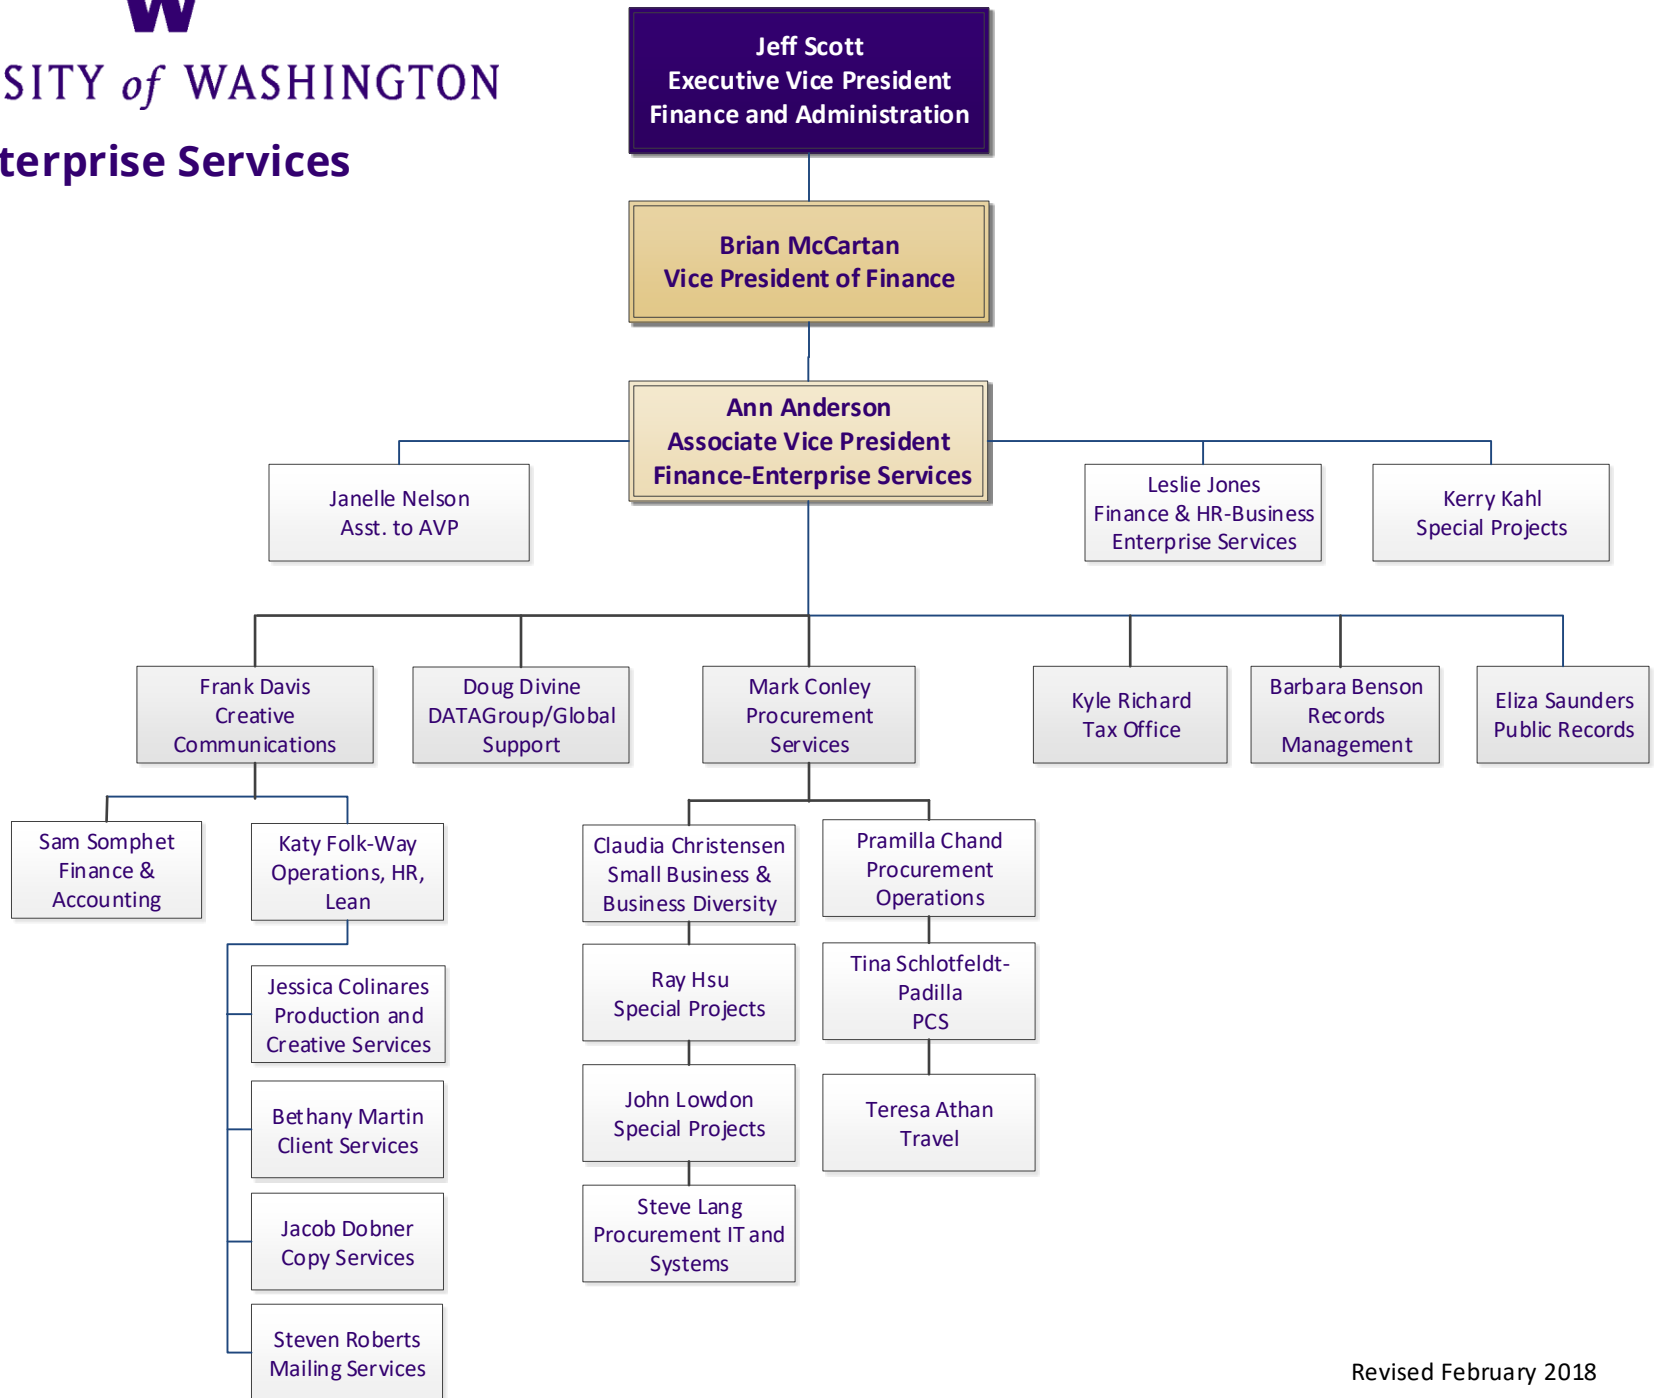 W
SITY of WASHINGTON
terprise Services
Jeff Scott
Executive Vice President
Finance and Administration
Brian McCartan
Vice President of Finance
Ann Anderson
Associate Vice President
Finance-Enterprise Services
Janelle Nelson
Asst. to AVP
Leslie Jones
Finance & HR-Business
Enterprise Services
Kerry Kahl
Special Projects
Frank Davis
Creative
Communications
Doug Divine
DATAGroup/Global
Support
Mark Conley
Procurement
Services
Kyle Richard
Tax Office
Barbara Benson
Records
Management
Eliza Saunders
Public Records
Sam Somphet
Finance &
Accounting
Katy Folk-Way
Operations, HR,
Lean
Jessica Colinares
Production and
Creative Services
Bethany Martin
Client Services
Jacob Dobner
Copy Services
Steven Roberts
Mailing Services
Claudia Christensen
Small Business &
Business Diversity
Ray Hsu
Special Projects
John Lowdon
Special Projects
Steve Lang
Procurement IT and
Systems
Pramilla Chand
Procurement
Operations
Tina Schlotfeldt-
Padilla
PCS
Teresa Athan
Travel
Revised February 2018